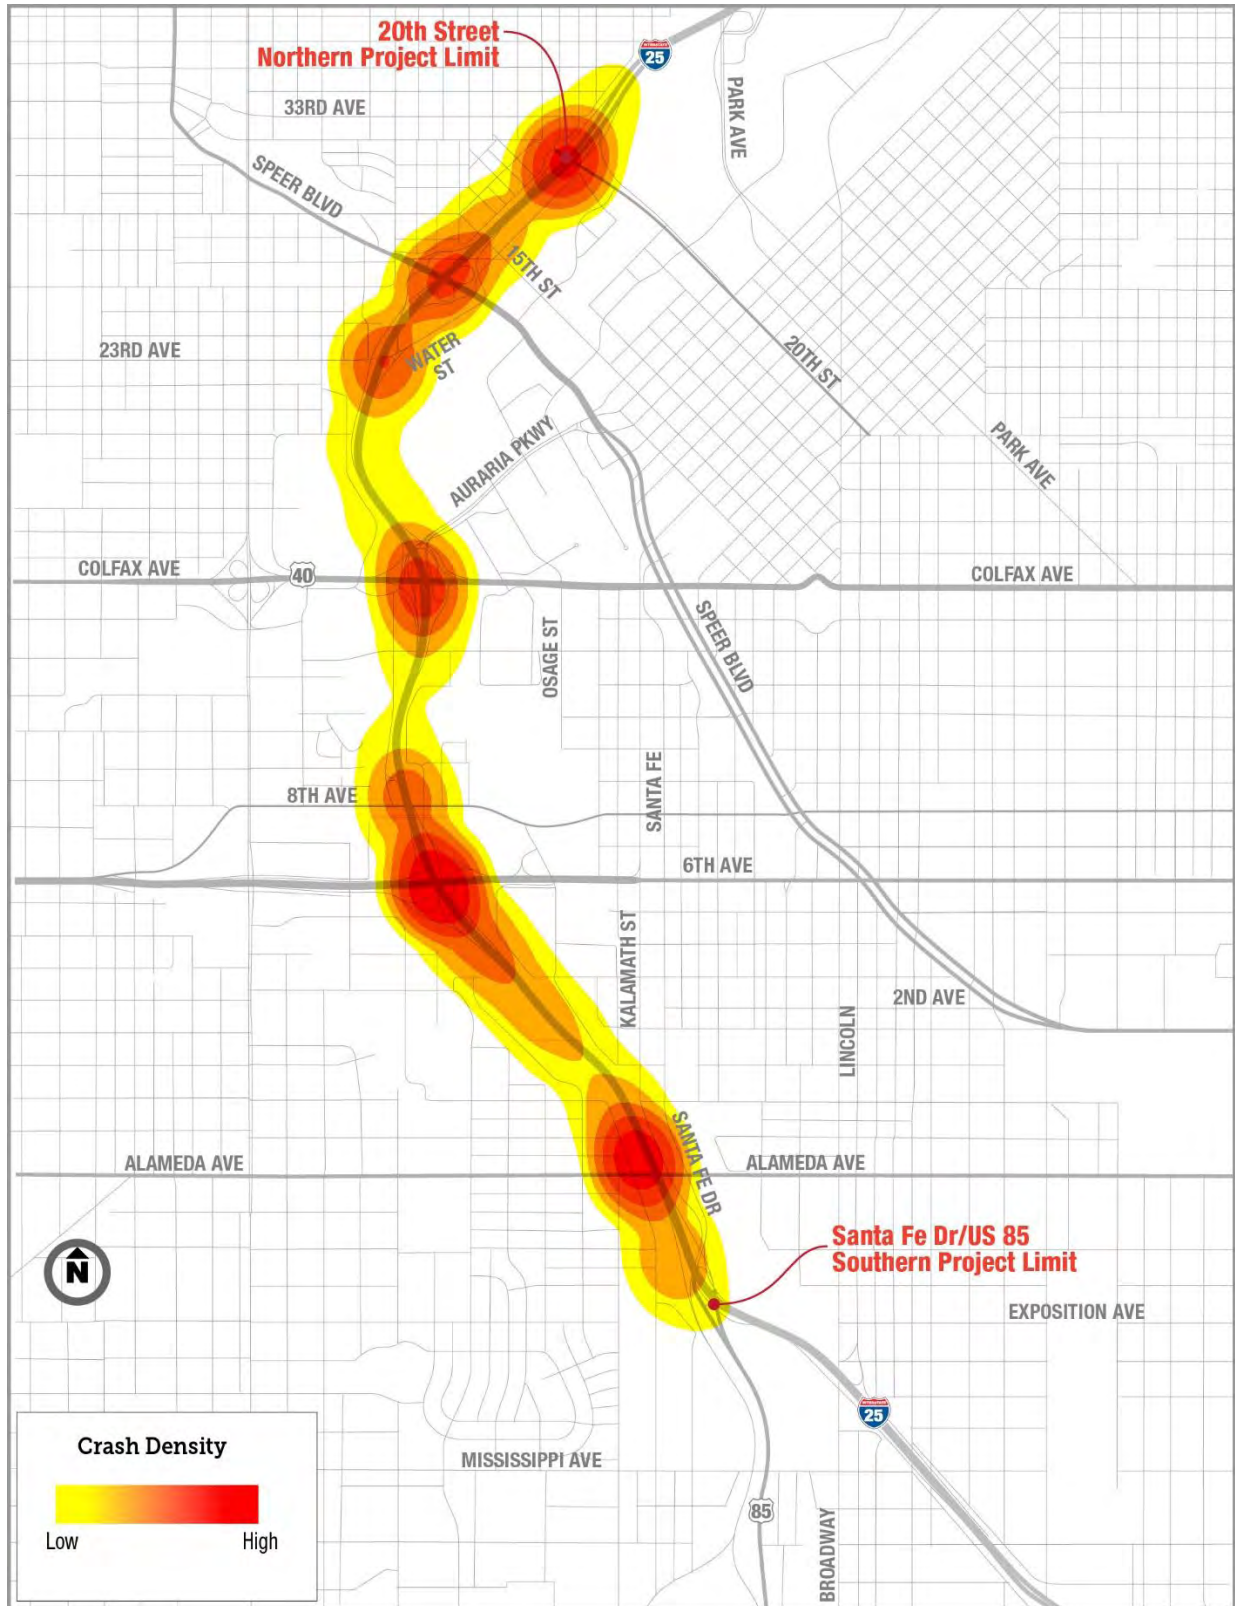 20th Street
Northern Project Limit
INTERSTATE
25
PARK AVE
33RD AVE
SPEER BLVD
15TH ST
23RD AVE
WATER
ST
20TH ST
AURARIA PKWY
PARK AVE
COLFAX AVE
40
COLFAX AVE
OSAGE ST
SPEER BLVD
SANTA FE
8TH AVE
6TH AVE
KALAMATH ST
2ND AVE
LINCOLN
SANTA FE DR
ALAMEDA AVE
ALAMEDA AVE
Santa Fe Dr/US 85
Southern Project Limit
N
EXPOSITION AVE
INTERSTATE
25
Crash Density
Low
High
MISSISSIPPI AVE
85
BROADWAY